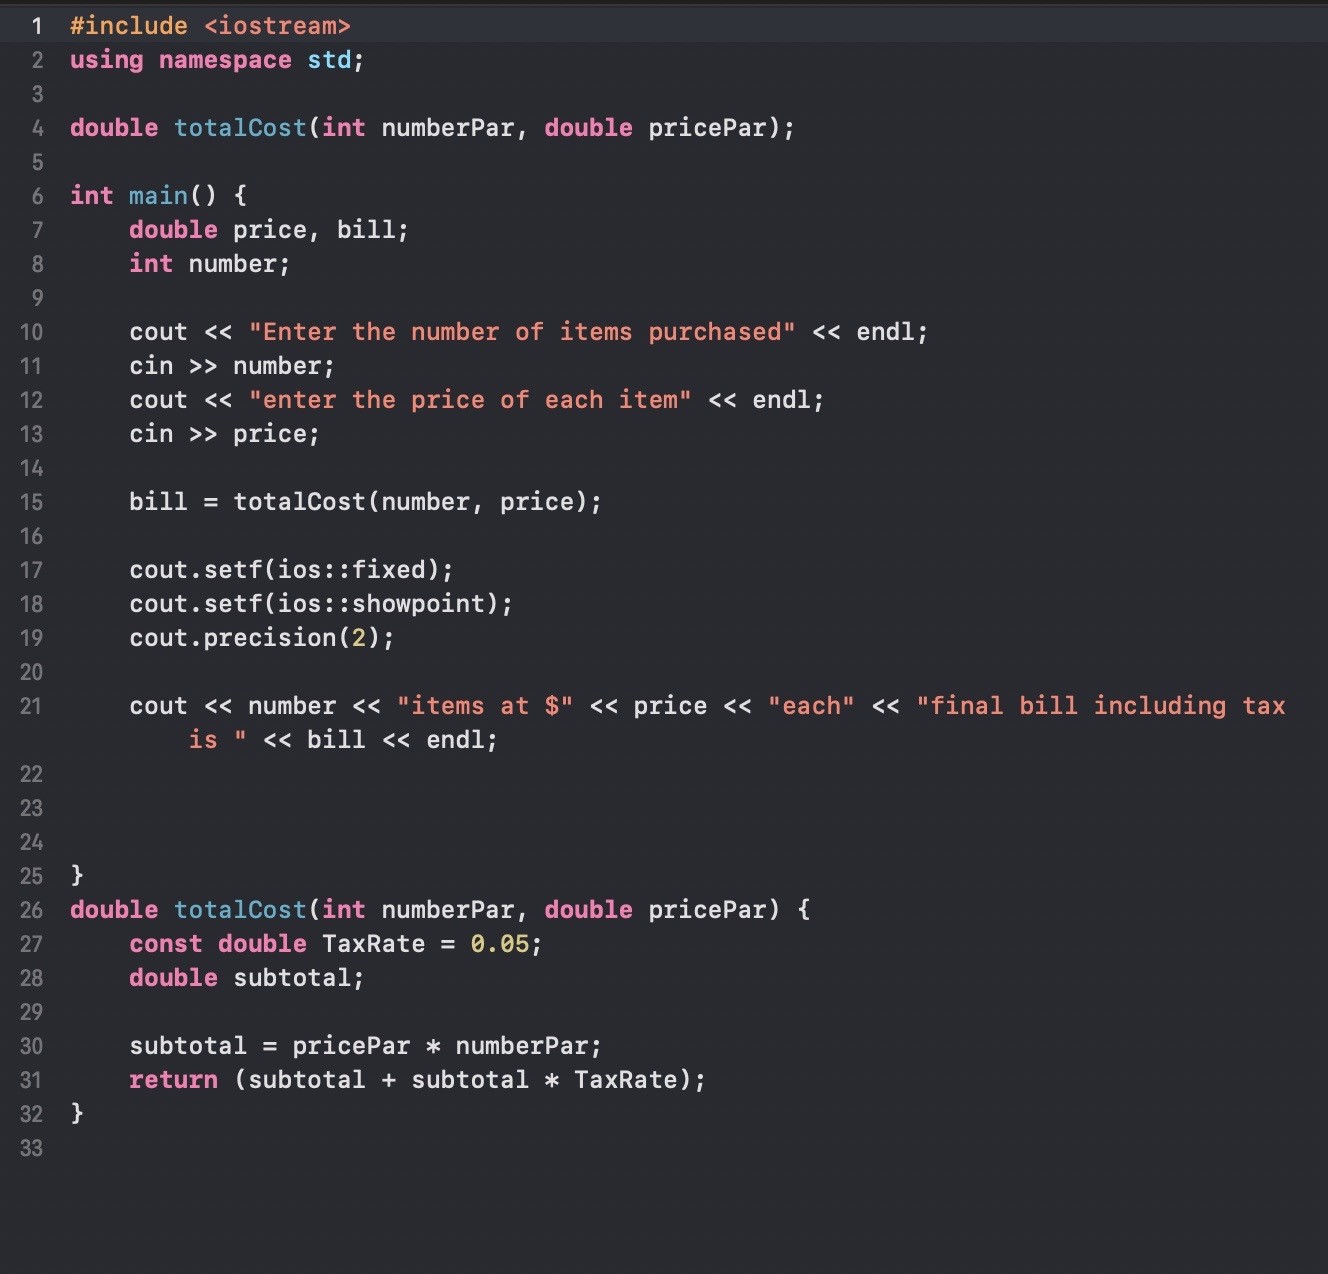 1 #include <iostream>
2 using namespace std;
3
4 double totalCost(int numberPar, double pricePar);
5
6 int main() {
7     double price, bill;
8     int number;
9
10     cout << "Enter the number of items purchased" << endl;
11     cin >> number;
12     cout << "enter the price of each item" << endl;
13     cin >> price;
14
15     bill = totalCost(number, price);
16
17     cout.setf(ios::fixed);
18     cout.setf(ios::showpoint);
19     cout.precision(2);
20
21     cout << number << "items at $" << price << "each" << "final bill including tax
        is " << bill << endl;
22
23
24
25 }
26 double totalCost(int numberPar, double pricePar) {
27     const double TaxRate = 0.05;
28     double subtotal;
29
30     subtotal = pricePar * numberPar;
31     return (subtotal + subtotal * TaxRate);
32 }
33